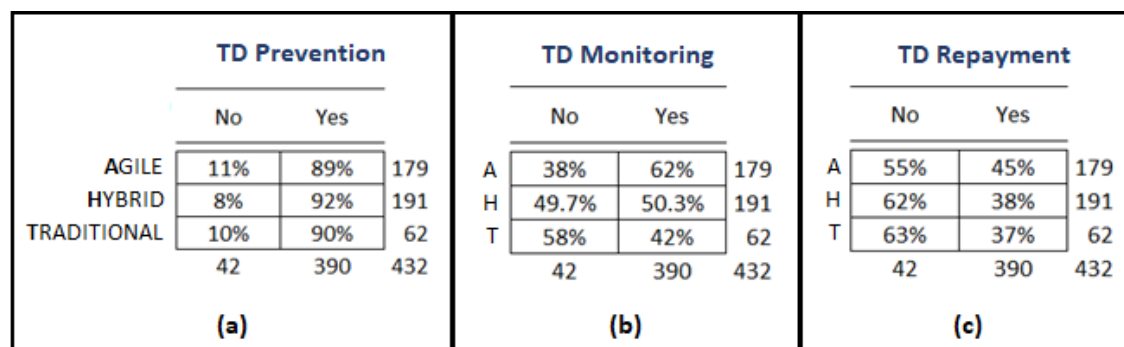 TD Prevention
No Yes
AGILE 11% 89% 179
HYBRID 8% 92% 191
TRADITIONAL 10% 90% 62
42 390 432
(a)
TD Monitoring
No Yes
A 38% 62% 179
H 49.7% 50.3% 191
T 58% 42% 62
42 390 432
(b)
TD Repayment
No Yes
A 55% 45% 179
H 62% 38% 191
T 63% 37% 62
42 390 432
(c)